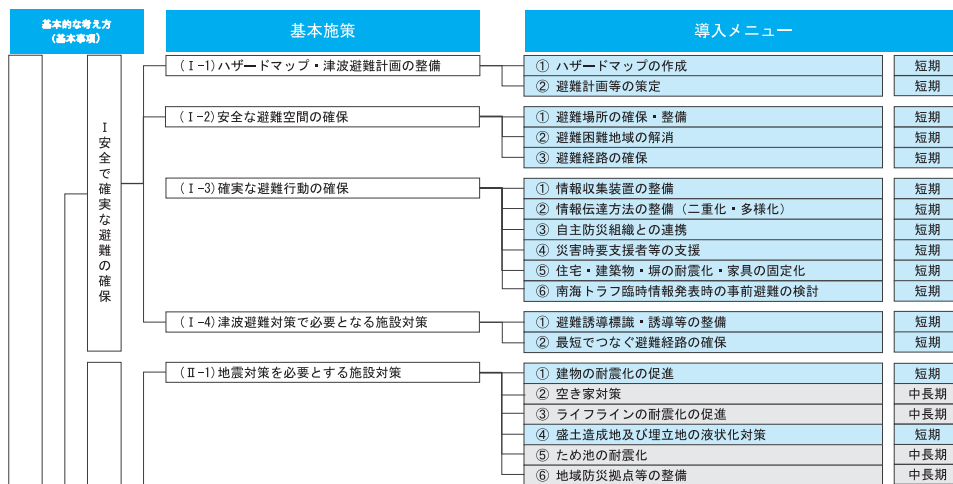 基本的な考え方
(基本事項)
基本施策
導入メニュー
Ⅰ安全で確実な避難の確保
(Ⅰ-1)ハザードマップ・津波避難計画の整備
① ハザードマップの作成 短期
② 避難計画等の策定 短期
(Ⅰ-2)安全な避難空間の確保
① 避難場所の確保・整備 短期
② 避難困難地域の解消 短期
③ 避難経路の確保 短期
(Ⅰ-3)確実な避難行動の確保
① 情報収集装置の整備 短期
② 情報伝達方法の整備（二重化・多様化） 短期
③ 自主防災組織との連携 短期
④ 災害時要支援者等の支援 短期
⑤ 住宅・建築物・塀の耐震化・家具の固定化 短期
⑥ 南海トラフ臨時情報発表時の事前避難の検討 短期
(Ⅰ-4)津波避難対策で必要となる施設対策
① 避難誘導標識・誘導等の整備 短期
② 最短でつなぐ避難経路の確保 短期
(Ⅱ-1)地震対策を必要とする施設対策
① 建物の耐震化の促進 短期
② 空き家対策 中長期
③ ライフラインの耐震化の促進 中長期
④ 盛土造成地及び埋立地の液状化対策 短期
⑤ ため池の耐震化 中長期
⑥ 地域防災拠点等の整備 中長期